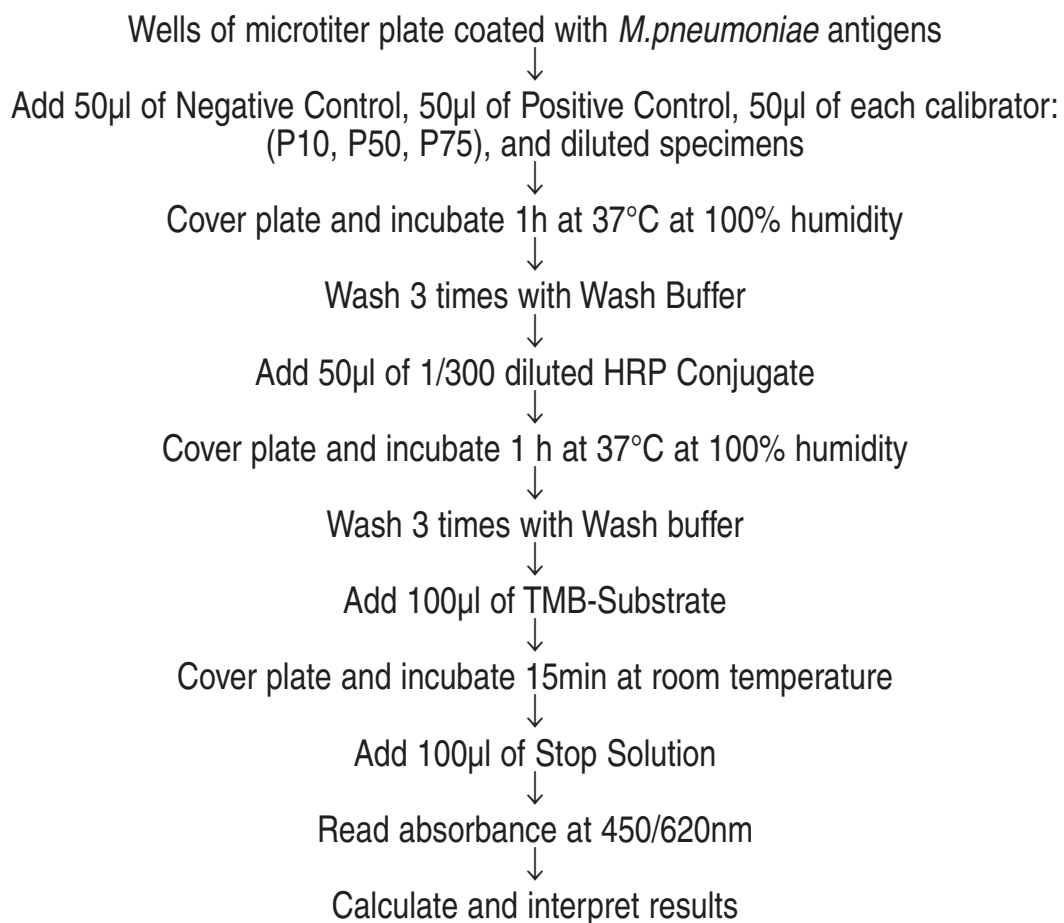 Wells of microtiter plate coated with M.pneumoniae antigens
↓
Add 50µl of Negative Control, 50µl of Positive Control, 50µl of each calibrator:
(P10, P50, P75), and diluted specimens
↓
Cover plate and incubate 1h at 37°C at 100% humidity
↓
Wash 3 times with Wash Buffer
↓
Add 50µl of 1/300 diluted HRP Conjugate
↓
Cover plate and incubate 1 h at 37°C at 100% humidity
↓
Wash 3 times with Wash buffer
↓
Add 100µl of TMB-Substrate
↓
Cover plate and incubate 15min at room temperature
↓
Add 100µl of Stop Solution
↓
Read absorbance at 450/620nm
↓
Calculate and interpret results